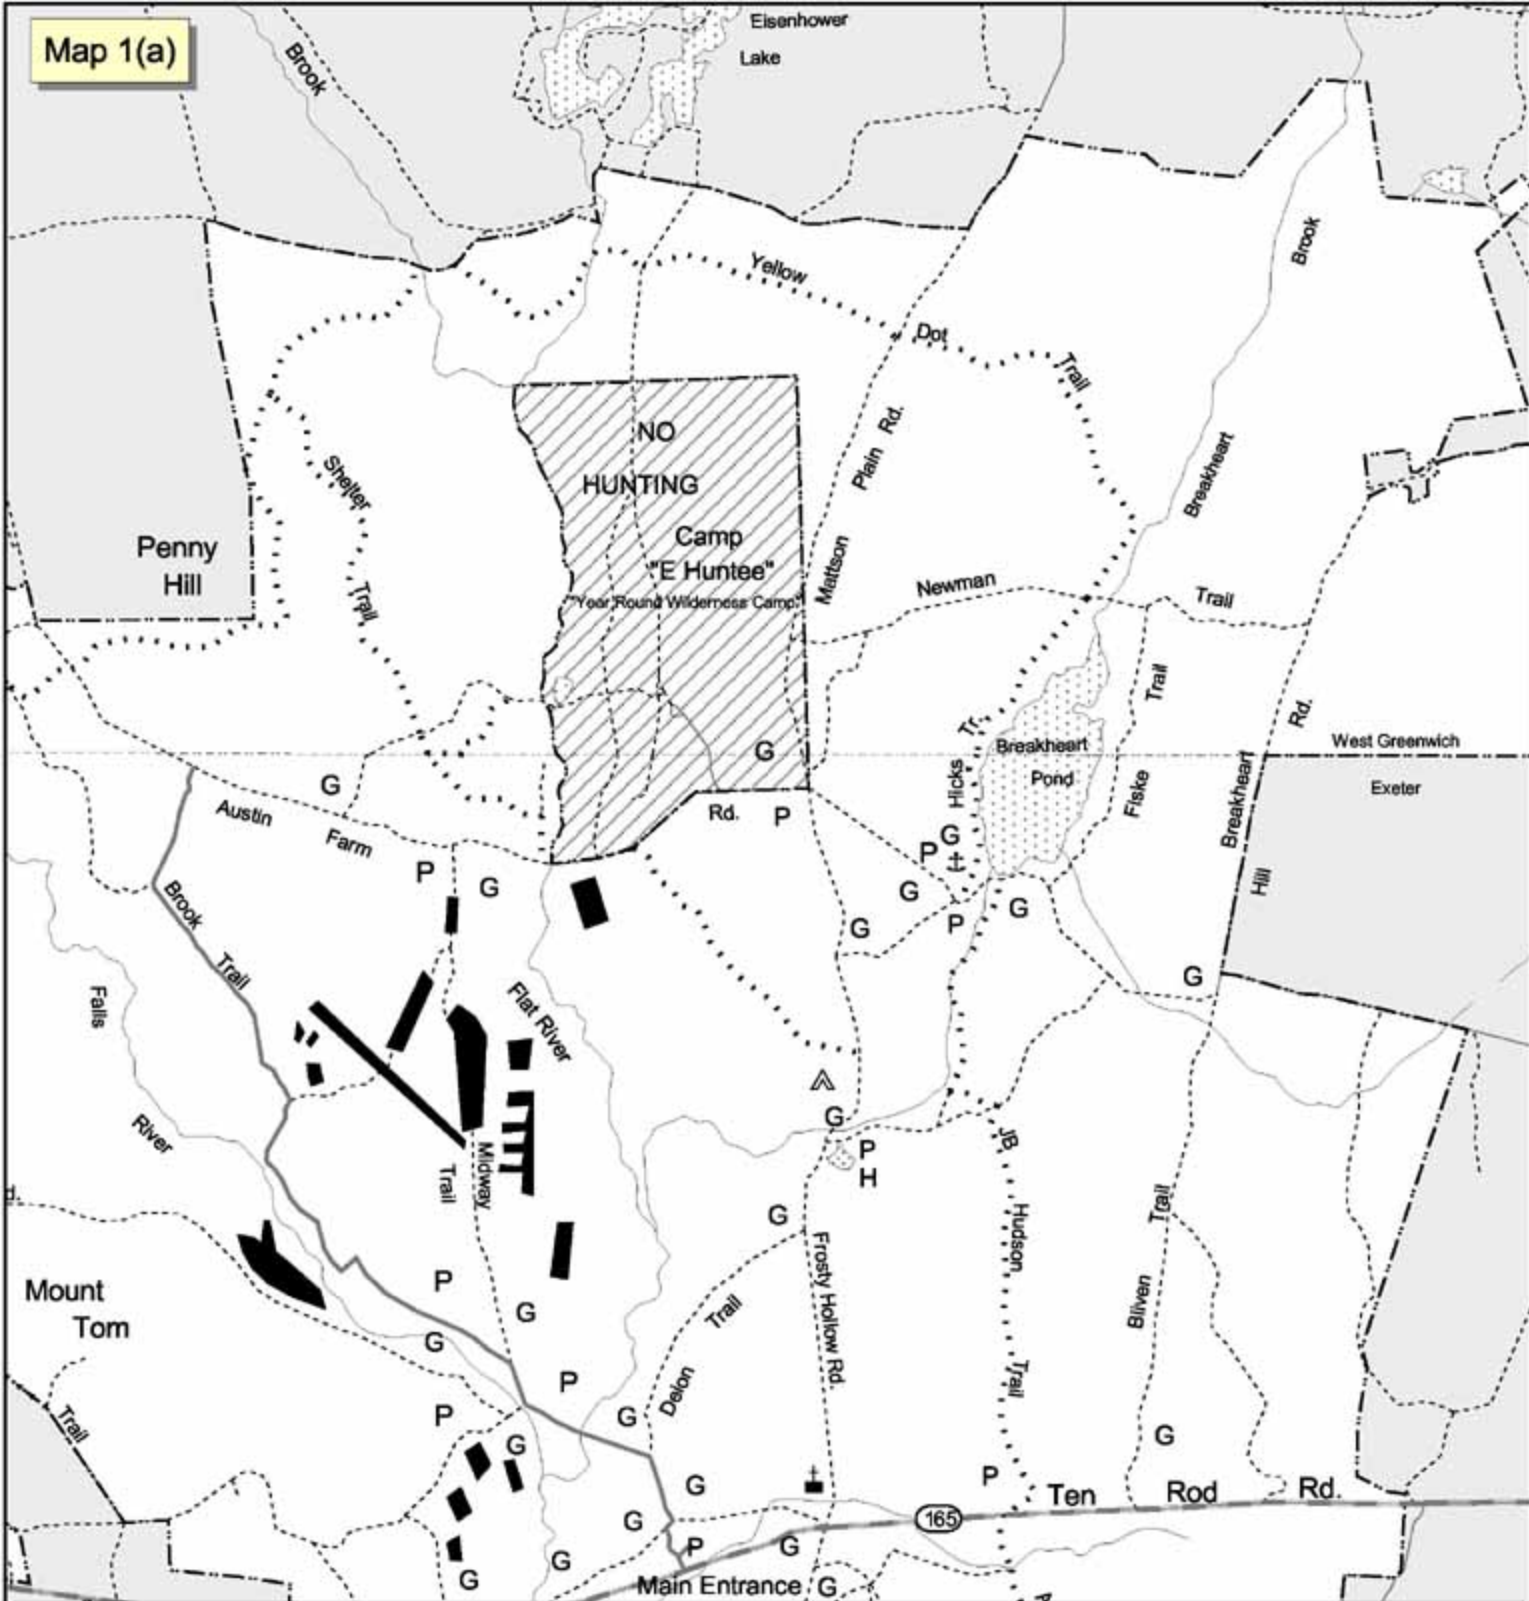 Map 1(a)
Eisenhower
Lake
Brook
Brook
Yellow
Dot
Trail
Plain Rd.
Mattson
Breakheart
NO
HUNTING
Camp
"E Huntee"
"Year Round Wilderness Camp"
Shelter
Trail
Penny
Hill
Newman
Trail
Trail
Fiske
Rd.
Breakheart
Hill
Tr.
Hicks
Breakheart
Pond
West Greenwich
Exeter
G
G
Austin
Farm
Rd.
P
G
P
P
G
G
P
G
G
G
Brook
Trail
Falls
River
Flat River
Midway
Trail
G
P
H
JB
Hudson
Trail
Trail
Bliven
d.
G
Frosty Hollow Rd.
Trail
Delon
Mount
Tom
Trail
P
G
G
P
G
P
G
G
P
G
Ten Rod Rd.
165
G
P
G
G
G
Main Entrance
G